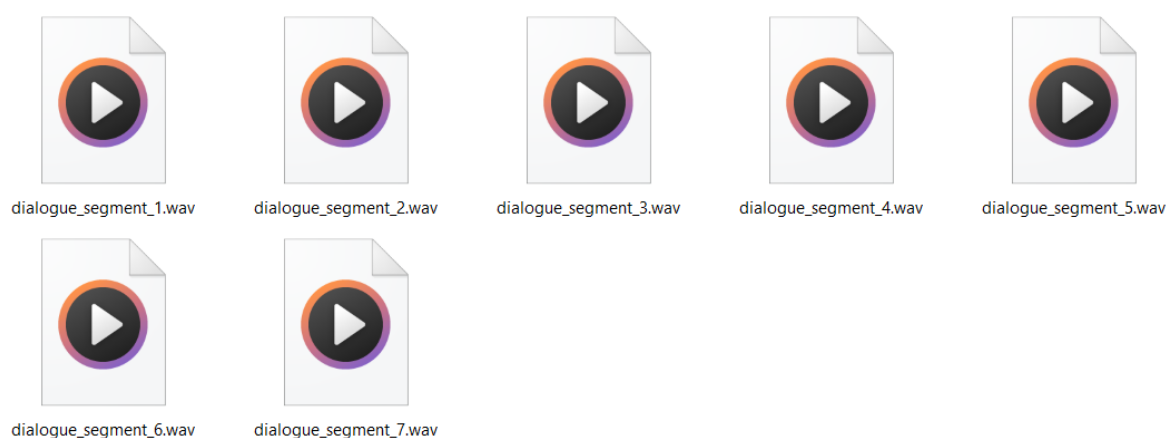 dialogue_segment_1.wav dialogue_segment_2.wav dialogue_segment_3.wav dialogue_segment_4.wav dialogue_segment_5.wav
dialogue_segment_6.wav dialogue_segment_7.wav